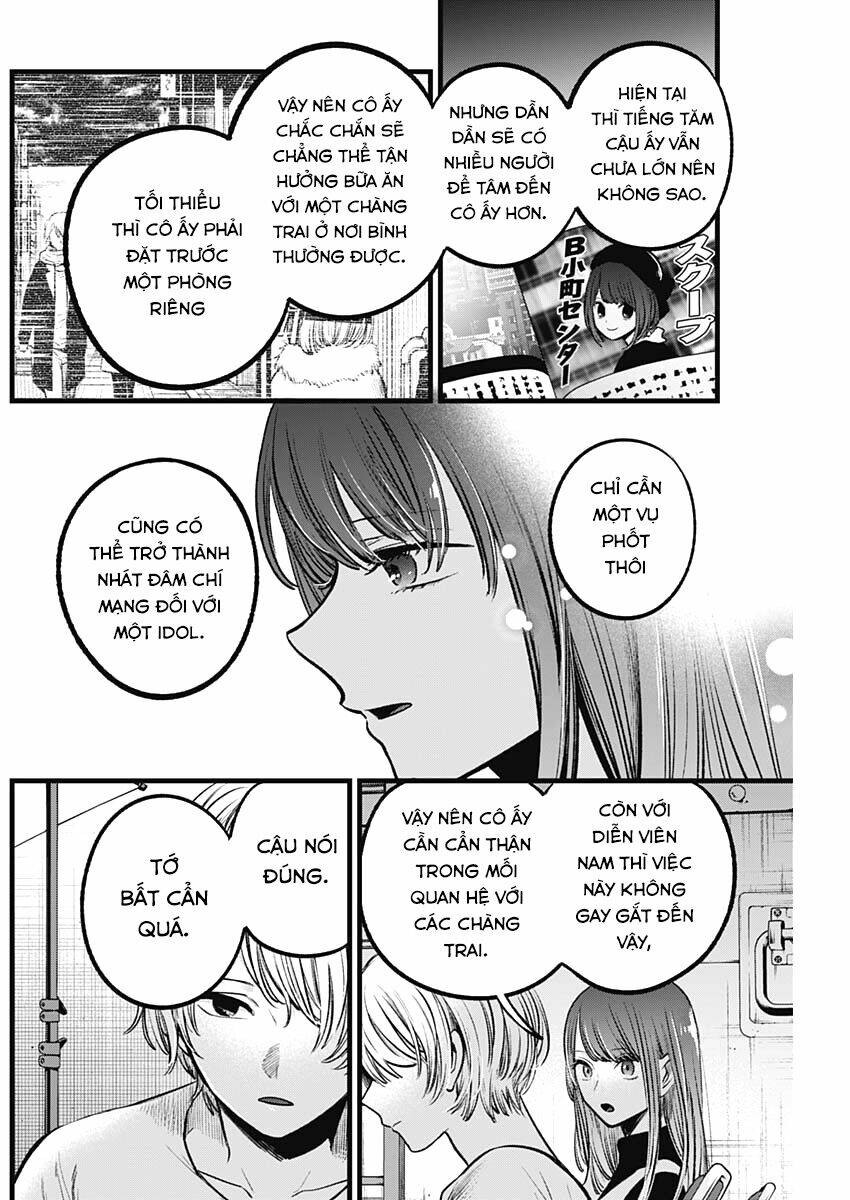 HIỆN TẠI
THÌ TIẾNG TĂM
CẬU ẤY VẪN
CHƯA LỚN NÊN
KHÔNG SAO.
スクープ
B小町センター
NHƯNG DẦN
DẦN SẼ CÓ
NHIỀU NGƯỜI
ĐỂ TÂM ĐẾN
CÔ ẤY HƠN.
VẬY NÊN CÔ ẤY
CHẮC CHẮN SẼ
CHẲNG THỂ TẬN
HƯỞNG BỮA ĂN
VỚI MỘT CHÀNG
TRAI Ở NƠI BÌNH
THƯỜNG ĐƯỢC.
TỐI THIỂU
THÌ CÔ ẤY PHẢI
ĐẶT TRƯỚC
MỘT PHÒNG
RIÊNG
CHỈ CẦN
MỘT VỤ
PHỐT
THÔI
CŨNG CÓ
THỂ TRỞ THÀNH
NHÁT ĐÂM CHÍ
MẠNG ĐỐI VỚI
MỘT IDOL.
CÒN VỚI
DIỄN VIÊN
NAM THÌ VIỆC
NÀY KHÔNG
GAY GẮT ĐẾN
VẬY,
VẬY NÊN CÔ ẤY
CẦN CẨN THẬN
TRONG MỐI
QUAN HỆ VỚI
CÁC CHÀNG
TRAI.
CẬU NÓI
ĐÚNG.
TỚ
BẤT CẨN
QUÁ.